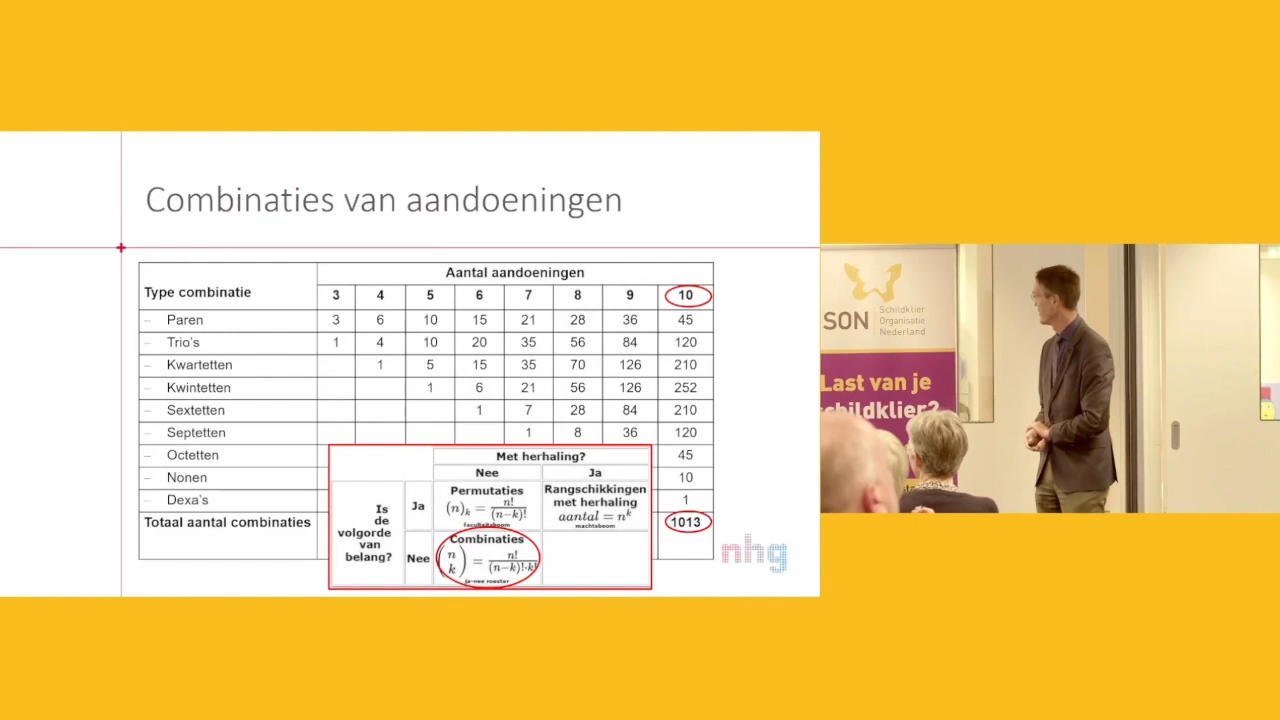 Combinaties van aandoeningen
Type combinatie
Aantal aandoeningen
3 4 5 6 7 8 9 10
– Paren 3 6 10 15 21 28 36 45
– Trio's 1 4 10 20 35 56 84 120
– Kwartetten 1 5 15 35 70 126 210
– Kwintetten 1 6 21 56 126 252
– Sextetten 1 7 28 84 210
– Septetten 1 8 36 120
– Octetten 45
– Nonen 10
– Dexa's 1
Totaal aantal combinaties 1013
Met herhaling?
Nee Ja
Is
de
volgorde
van
belang?
Ja
Permutaties
(n)k = n!/(n−k)!
faculteitsboom
Rangschikkingen
met herhaling
aantal = n^k
machtsboom
Nee
Combinaties
(n k) = n!/(n−k)!·k!
ja-nee rooster
nhg
SON
Schildklier
Organisatie
Nederland
Last van je
schildklier?